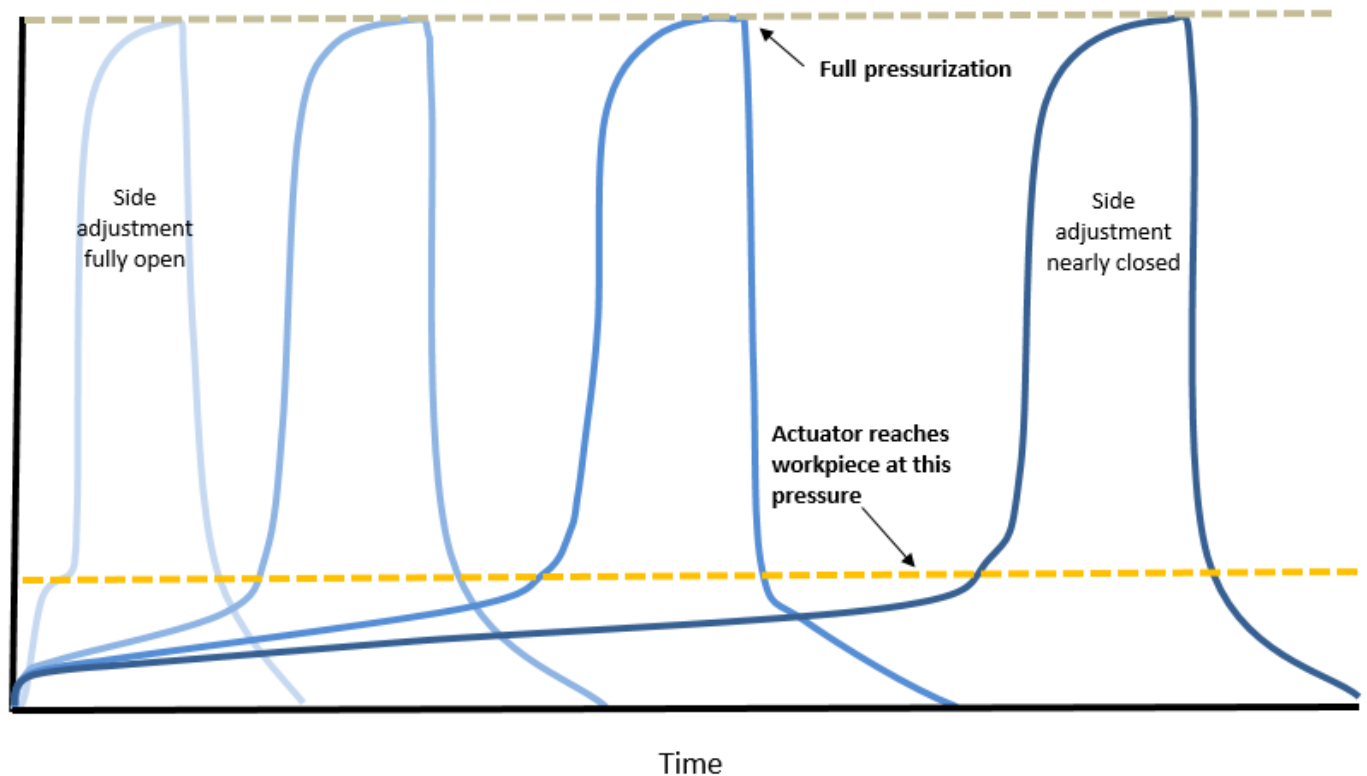 Full pressurization
Side
adjustment
fully open
Side
adjustment
nearly closed
Actuator reaches
workpiece at this
pressure
Time